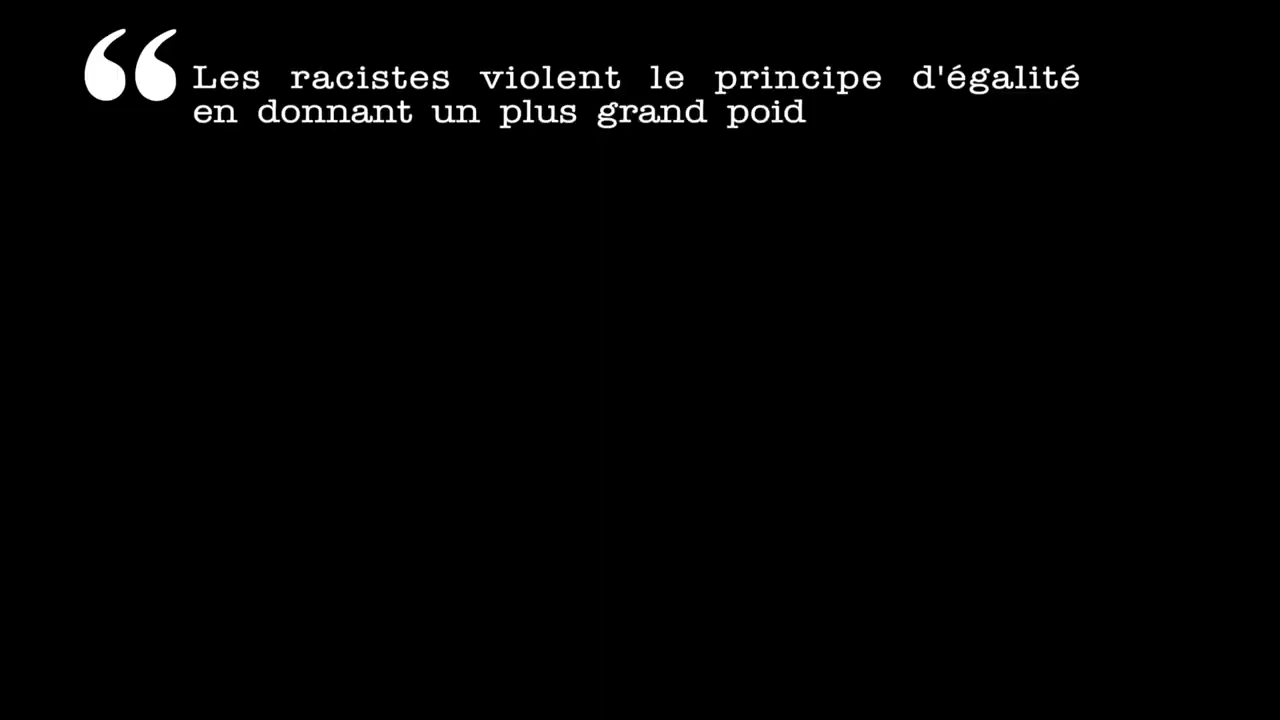 “Les racistes violent le principe d'égalité
en donnant un plus grand poid